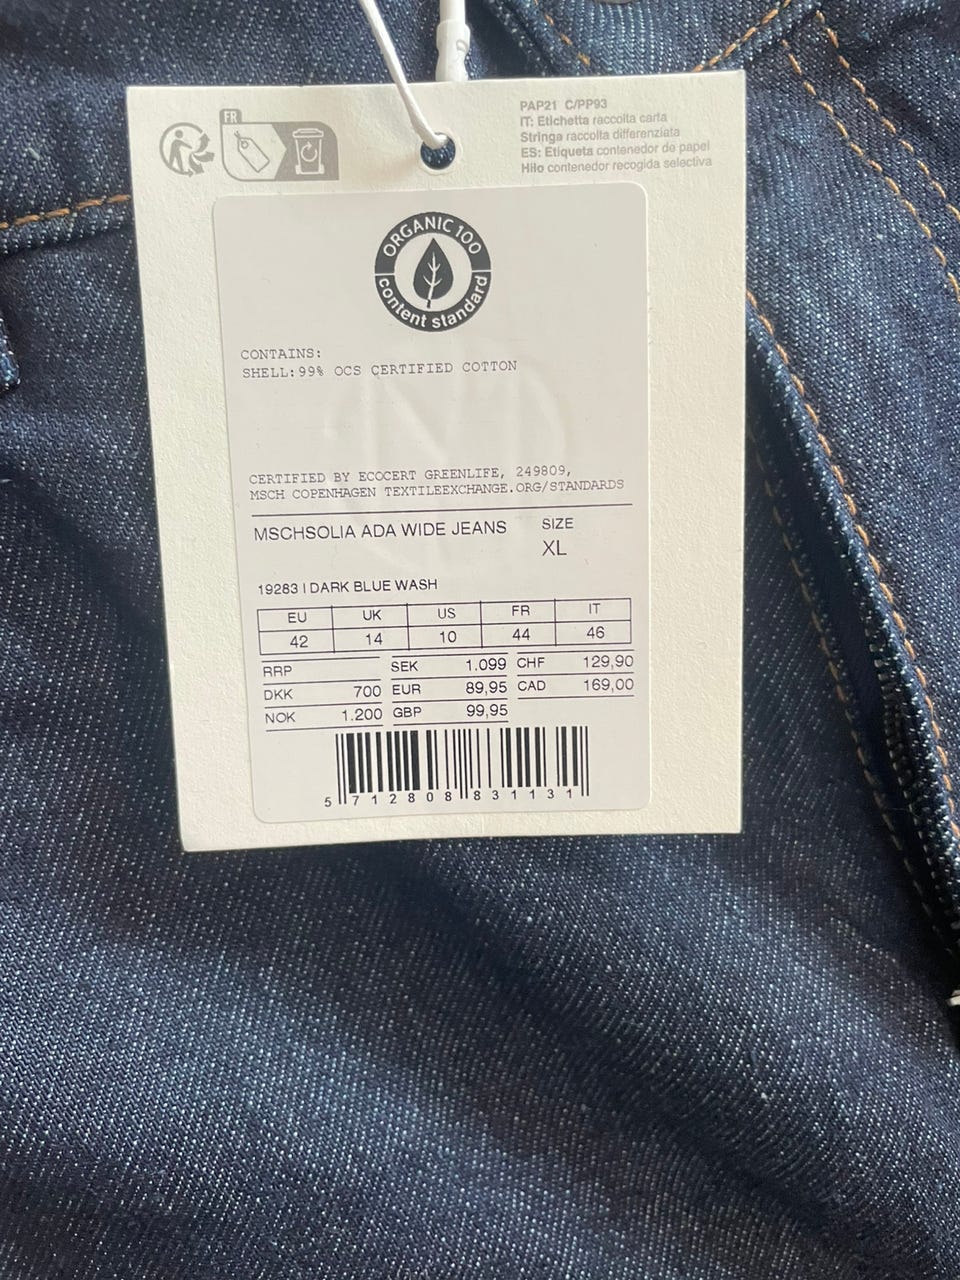 FR
PAP21 C/PP93
IT: Etichetta raccolta carta
Stringa raccolta differenziata
ES: Etiqueta contenedor de papel
Hilo contenedor recogida selectiva
ORGANIC 100
content standard
CONTAINS:
SHELL:99% OCS CERTIFIED COTTON
CERTIFIED BY ECOCERT GREENLIFE, 249809,
MSCH COPENHAGEN TEXTILEEXCHANGE.ORG/STANDARDS
MSCHSOLIA ADA WIDE JEANS SIZE
XL
19283 | DARK BLUE WASH
EU UK US FR IT
42 14 10 44 46
RRP SEK 1.099 CHF 129,90
DKK 700 EUR 89,95 CAD 169,00
NOK 1.200 GBP 99,95
5 712808 831131